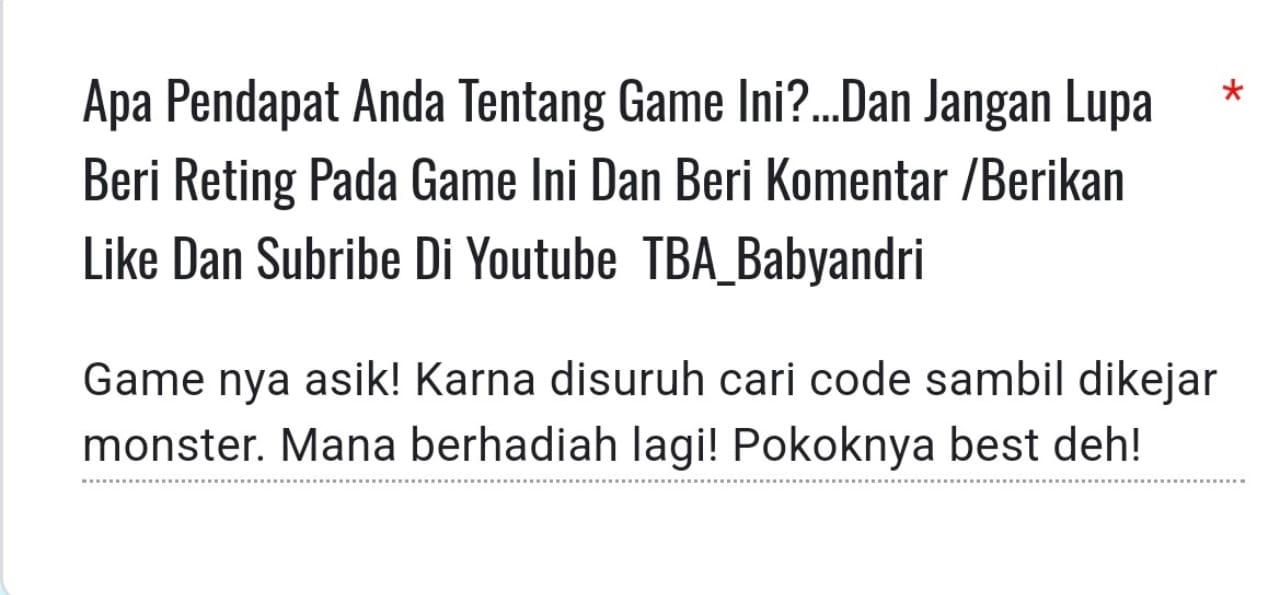 Apa Pendapat Anda Tentang Game Ini?...Dan Jangan Lupa *
Beri Reting Pada Game Ini Dan Beri Komentar /Berikan
Like Dan Subribe Di Youtube  TBA_Babyandri
Game nya asik! Karna disuruh cari code sambil dikejar
monster. Mana berhadiah lagi! Pokoknya best deh!